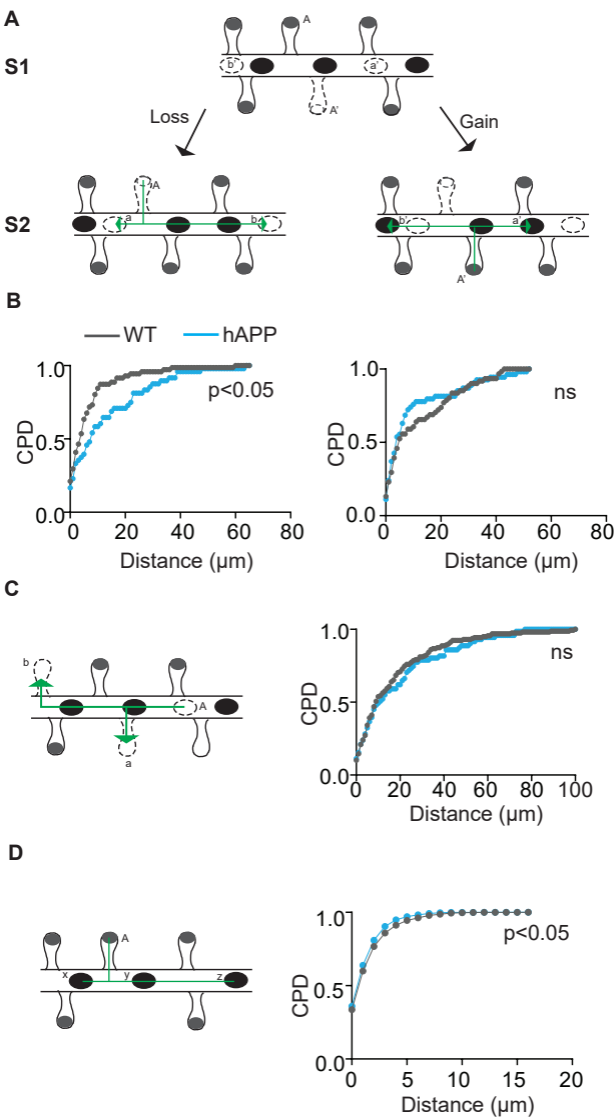 A
S1
A
b'
a'
A'
Loss
Gain
S2
A
a
b
b'
a'
A'
B
WT hAPP
1.0
0.5
0.0
CPD
p<0.05
0 20 40 60 80
Distance (µm)
1.0
0.5
0.0
CPD
ns
0 20 40 60 80
Distance (µm)
C
b
A
a
1.0
0.5
0.0
CPD
ns
0 20 40 60 80 100
Distance (µm)
D
A
x
y
z
1.0
0.5
0.0
CPD
p<0.05
0 5 10 15 20
Distance (µm)